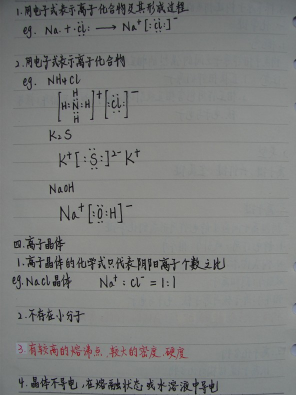 1.用电子式表示离子化合物及其形成过程
eg. Na· + ·C̈l: ⟶ Na⁺[:C̈l:]⁻
2.用电子式表示离子化合物
eg. NH4Cl
[H:N:H]⁺[:Cl:]⁻
H
H
K2S
K⁺[:S:]²⁻K⁺
NaOH
Na⁺[:O:H]⁻
四.离子晶体
1.离子晶体的化学式只代表阴阳离子个数之比
eg.NaCl晶体 Na⁺:Cl⁻=1:1
2.不存在小分子
3.有较高的熔沸点,较大的密度,硬度
4.晶体不导电,在熔融状态或水溶液中导电